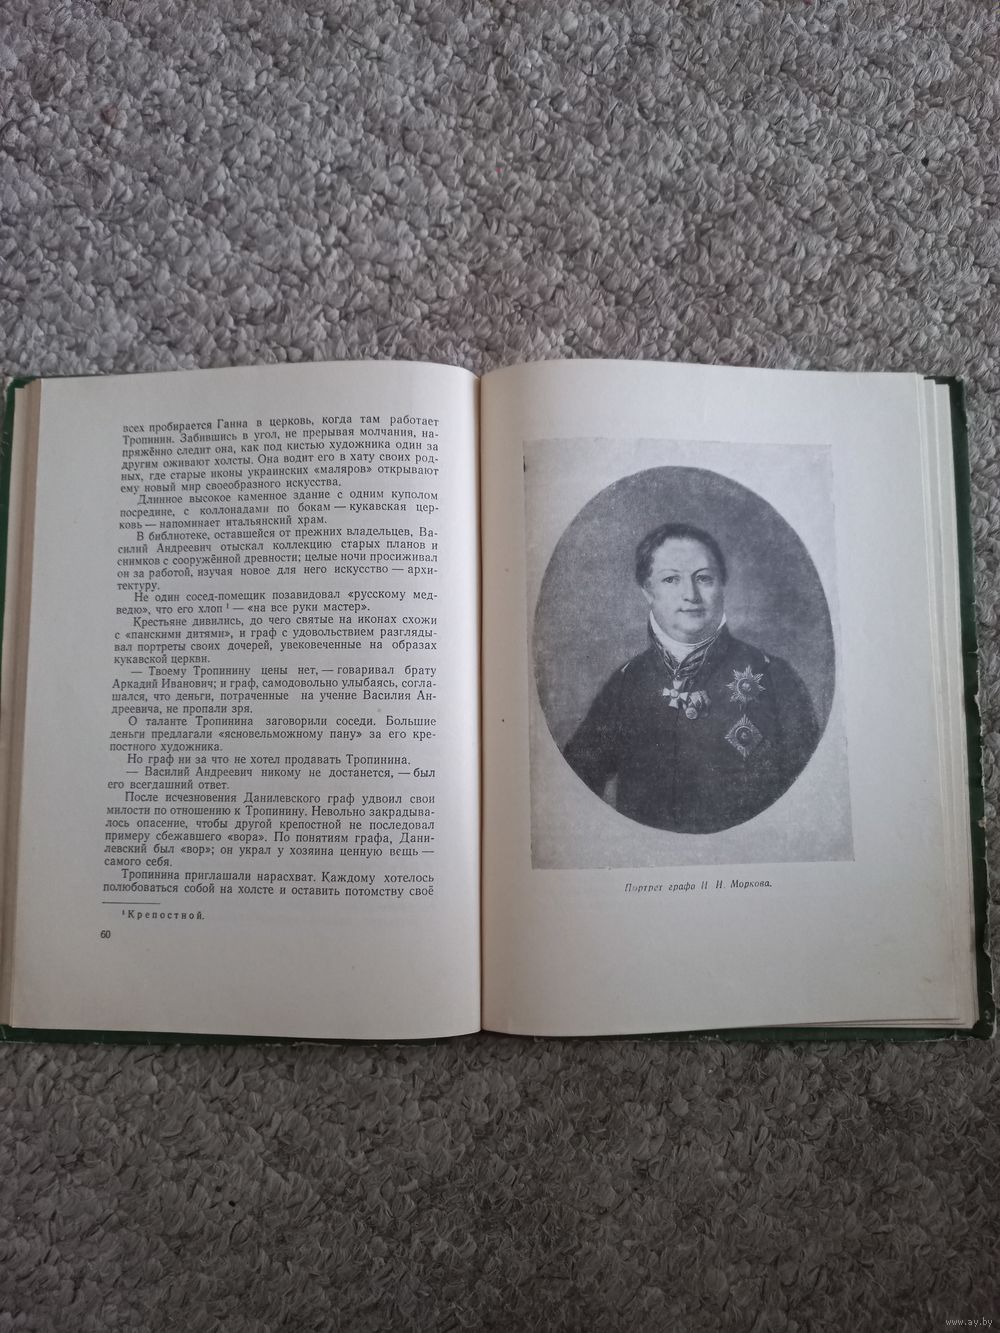 всех пробирается Ганна в церковь, когда там работает
Тропинин. Забившись в угол, не прерывая молчания, на-
пряжённо следит она, как под кистью художника один за
другим оживают холсты. Она водит его в хату своих род-
ных, где старые иконы украинских «маляров» открывают
ему новый мир своеобразного искусства.
Длинное высокое каменное здание с одним куполом
посредине, с коллонадами по бокам — кукавская цер-
ковь — напоминает итальянский храм.
В библиотеке, оставшейся от прежних владельцев, Ва-
силий Андреевич отыскал коллекцию старых планов и
снимков с сооружённой древности; целые ночи просиживал
он за работой, изучая новое для него искусство — архи-
тектуру.
Не один сосед-помещик позавидовал «русскому мед-
ведю», что его хлоп ¹ — «на все руки мастер».
Крестьяне дивились, до чего святые на иконах схожи
с «панскими дитями», и граф с удовольствием разгляды-
вал портреты своих дочерей, увековеченные на образах
кукавской церкви.
— Твоему Тропинину цены нет, — говаривал брату
Аркадий Иванович; и граф, самодовольно улыбаясь, согла-
шался, что деньги, потраченные на учение Василия Ан-
дреевича, не пропали зря.
О таланте Тропинина заговорили соседи. Большие
деньги предлагали «ясновельможному пану» за его кре-
постного художника.
Но граф ни за что не хотел продавать Тропинина.
— Василий Андреевич никому не достанется, — был
его всегдашний ответ.
После исчезновения Данилевского граф удвоил свои
милости по отношению к Тропинину. Невольно закрадыва-
лось опасение, чтобы другой крепостной не последовал
примеру сбежавшего «вора». По понятиям графа, Дани-
левский был «вор»; он украл у хозяина ценную вещь —
самого себя.
Тропинина приглашали нарасхват. Каждому хотелось
полюбоваться собой на холсте и оставить потомству своё
¹ Крепостной.
60
Портрет графа И. И. Моркова.
www.ay.by